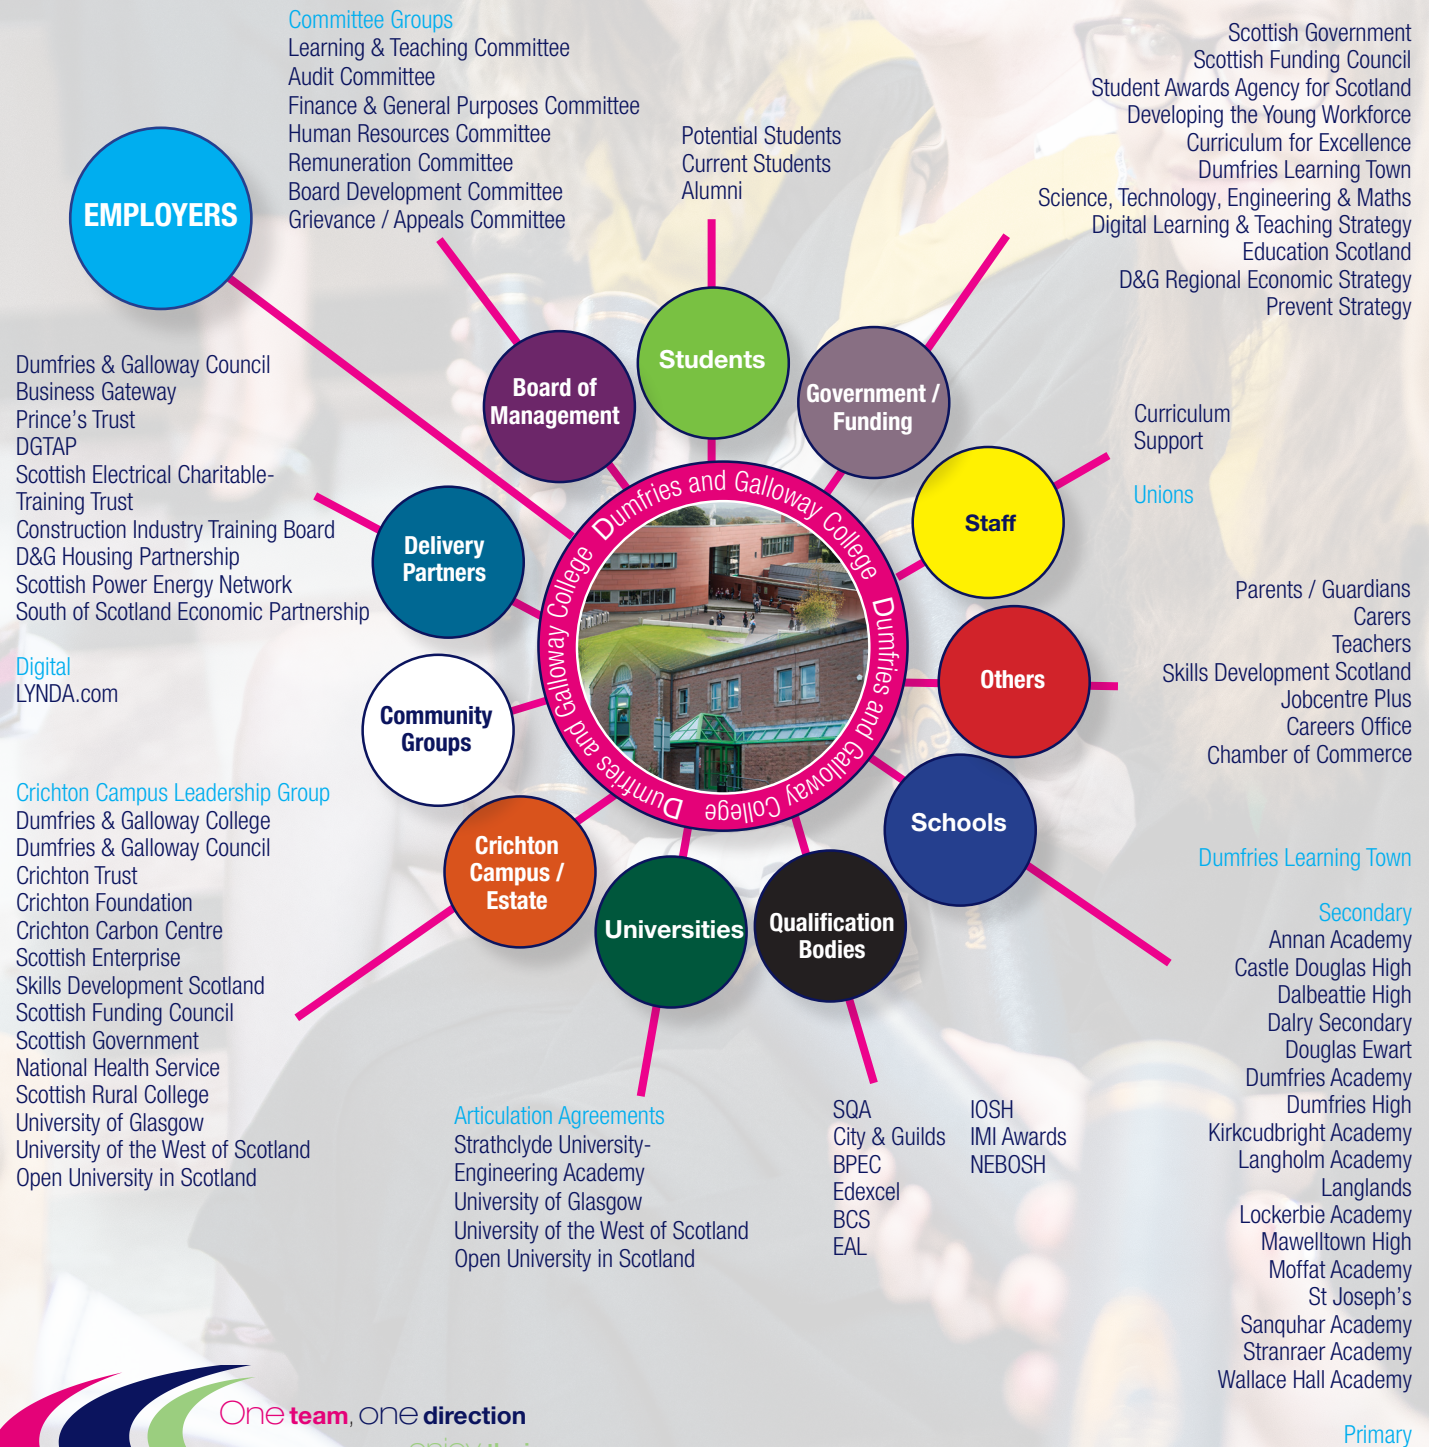 Committee Groups
Learning & Teaching Committee
Audit Committee
Finance & General Purposes Committee
Human Resources Committee
Remuneration Committee
Board Development Committee
Grievance / Appeals Committee
Potential Students
Current Students
Alumni
Scottish Government
Scottish Funding Council
Student Awards Agency for Scotland
Developing the Young Workforce
Curriculum for Excellence
Dumfries Learning Town
Science, Technology, Engineering & Maths
Digital Learning & Teaching Strategy
Education Scotland
D&G Regional Economic Strategy
Prevent Strategy
EMPLOYERS
Board of
Management
Students
Government /
Funding
Staff
Curriculum
Support
Unions
Dumfries & Galloway Council
Business Gateway
Prince's Trust
DGTAP
Scottish Electrical Charitable-
Training Trust
Construction Industry Training Board
D&G Housing Partnership
Scottish Power Energy Network
South of Scotland Economic Partnership
Digital
LYNDA.com
Delivery
Partners
Dumfries and Galloway College
Dumfries and Galloway College
Dumfries and Galloway College
Others
Parents / Guardians
Carers
Teachers
Skills Development Scotland
Jobcentre Plus
Careers Office
Chamber of Commerce
Community
Groups
Crichton
Campus /
Estate
Universities
Qualification
Bodies
Schools
Crichton Campus Leadership Group
Dumfries & Galloway College
Dumfries & Galloway Council
Crichton Trust
Crichton Foundation
Crichton Carbon Centre
Scottish Enterprise
Skills Development Scotland
Scottish Funding Council
Scottish Government
National Health Service
Scottish Rural College
University of Glasgow
University of the West of Scotland
Open University in Scotland
Articulation Agreements
Strathclyde University-
Engineering Academy
University of Glasgow
University of the West of Scotland
Open University in Scotland
SQA
City & Guilds
BPEC
Edexcel
BCS
EAL
IOSH
IMI Awards
NEBOSH
Dumfries Learning Town
Secondary
Annan Academy
Castle Douglas High
Dalbeattie High
Dalry Secondary
Douglas Ewart
Dumfries Academy
Dumfries High
Kirkcudbright Academy
Langholm Academy
Langlands
Lockerbie Academy
Mawelltown High
Moffat Academy
St Joseph's
Sanquhar Academy
Stranraer Academy
Wallace Hall Academy
Primary
One team, one direction